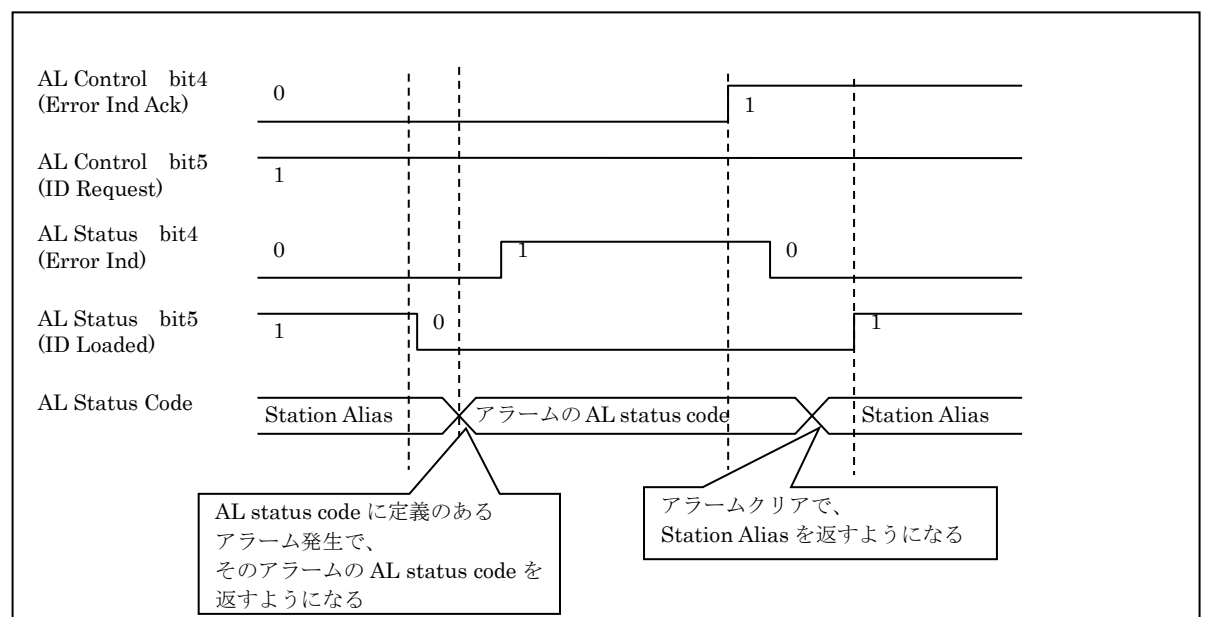 AL Control bit4
(Error Ind Ack)
0
1
AL Control bit5
(ID Request)
1
AL Status bit4
(Error Ind)
0
1
0
AL Status bit5
(ID Loaded)
1
0
1
AL Status Code
Station Alias
アラームの AL status code
Station Alias
AL status code に定義のある
アラーム発生で、
そのアラームの AL status code を
返すようになる
アラームクリアで、
Station Alias を返すようになる